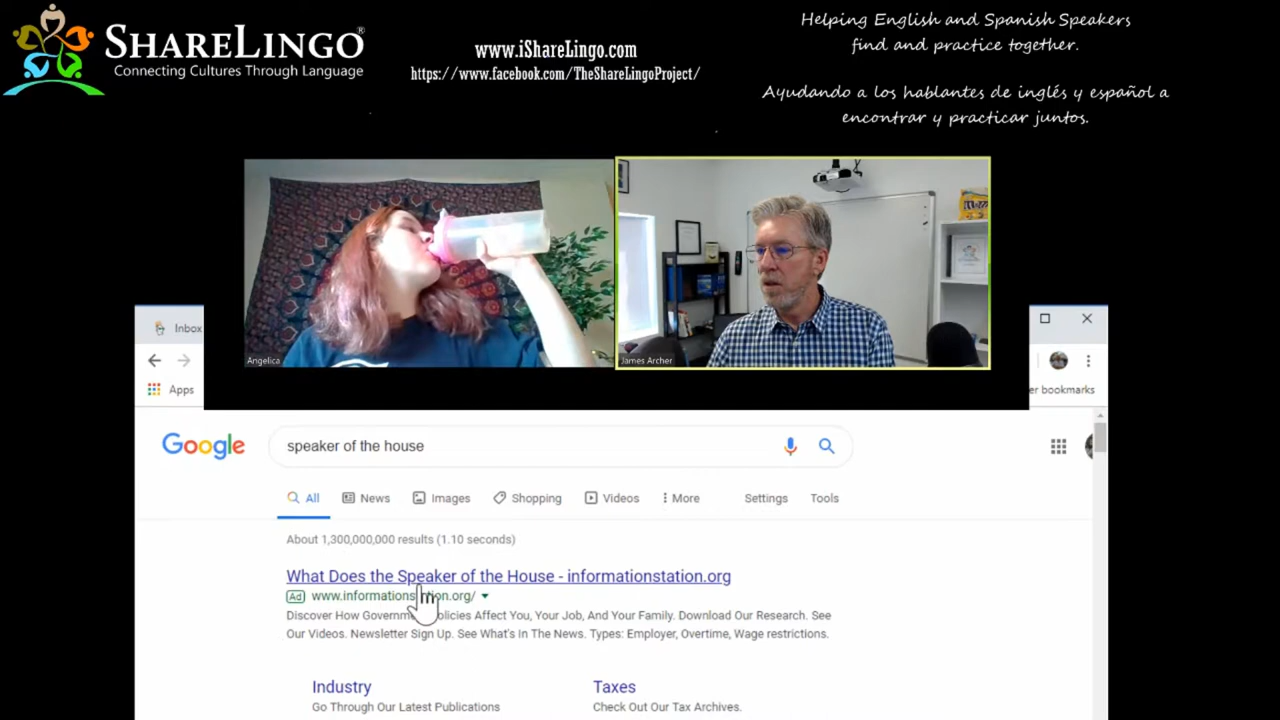 SHARELINGO®
Connecting Cultures Through Language
www.iShareLingo.com
https://www.facebook.com/TheShareLingoProject/
Helping English and Spanish Speakers
find and practice together.
Ayudando a los hablantes de inglés y español a
encontrar y practicar juntos.
Angelica
James Archer
Inbox
Apps
er bookmarks
Google
speaker of the house
All News Images Shopping Videos More Settings Tools
About 1,300,000,000 results (1.10 seconds)
What Does the Speaker of the House - informationstation.org
Ad www.informationstation.org/
Discover How Government Policies Affect You, Your Job, And Your Family. Download Our Research. See
Our Videos. Newsletter Sign Up. See What's In The News. Types: Employer, Overtime, Wage restrictions.
Industry
Go Through Our Latest Publications
Taxes
Check Out Our Tax Archives.